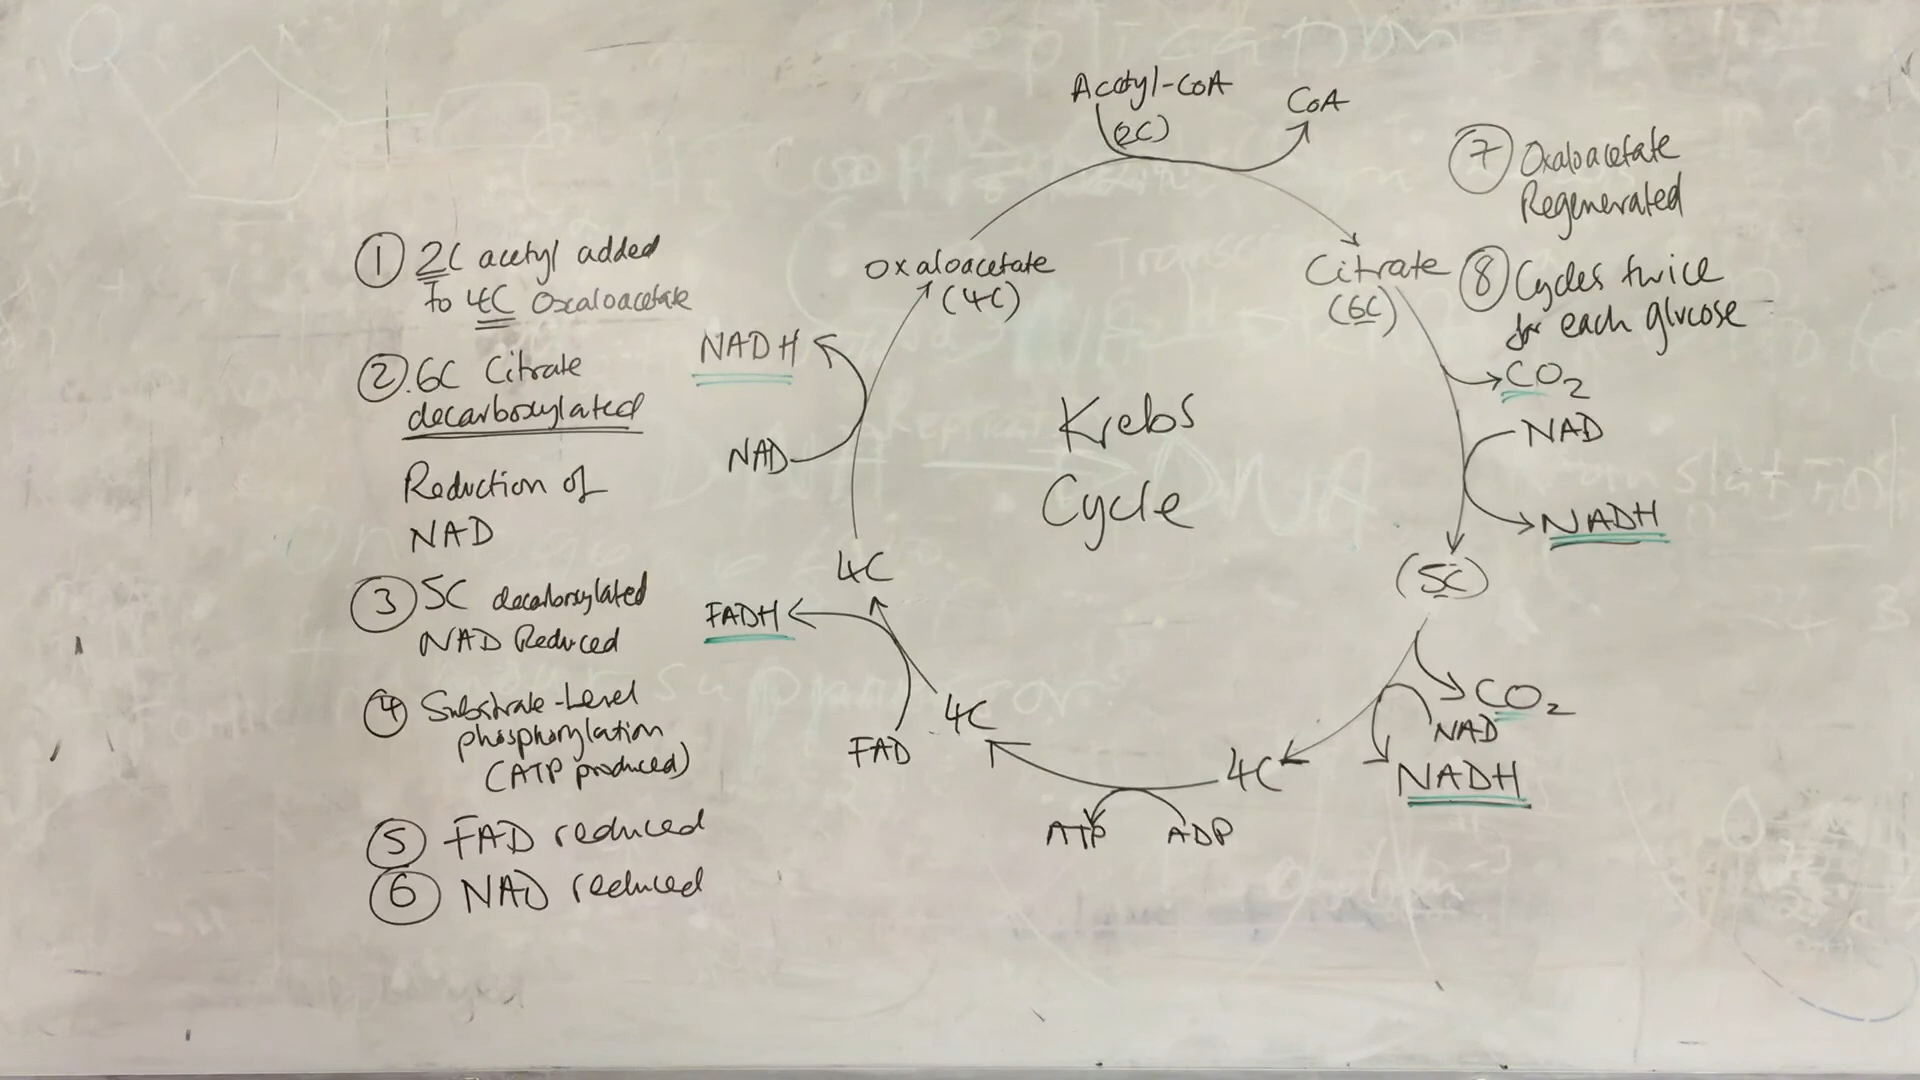 Acetyl-CoA
(2C)
CoA
Oxaloacetate
(4C)
Citrate
(6C)
CO2
NAD
NADH
(5C)
CO2
NAD
NADH
4C
ADP
ATP
4C
FAD
FADH
4C
NAD
NADH
Krebs
Cycle
① 2C acetyl added
to 4C Oxaloacetate
② 6C Citrate
decarboxylated
Reduction of
NAD
③ 5C decarboxylated
NAD Reduced
④ Substrate-Level
phosphorylation
(ATP produced)
⑤ FAD reduced
⑥ NAD reduced
⑦ Oxaloacetate
Regenerated
⑧ Cycles twice
for each glucose
Replication